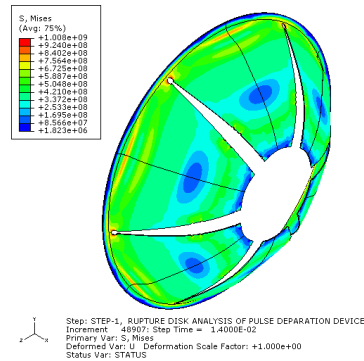 S, Mises
(Avg: 75%)
+1.008e+09
+9.240e+08
+8.402e+08
+7.564e+08
+6.725e+08
+5.887e+08
+5.048e+08
+4.210e+08
+3.372e+08
+2.533e+08
+1.695e+08
+8.566e+07
+1.823e+06
Y
Z X
Step: STEP-1, RUPTURE DISK ANALYSIS OF PULSE DEPARATION DEVICE
Increment 48907: Step Time = 1.4000E-02
Primary Var: S, Mises
Deformed Var: U Deformation Scale Factor: +1.000e+00
Status Var: STATUS